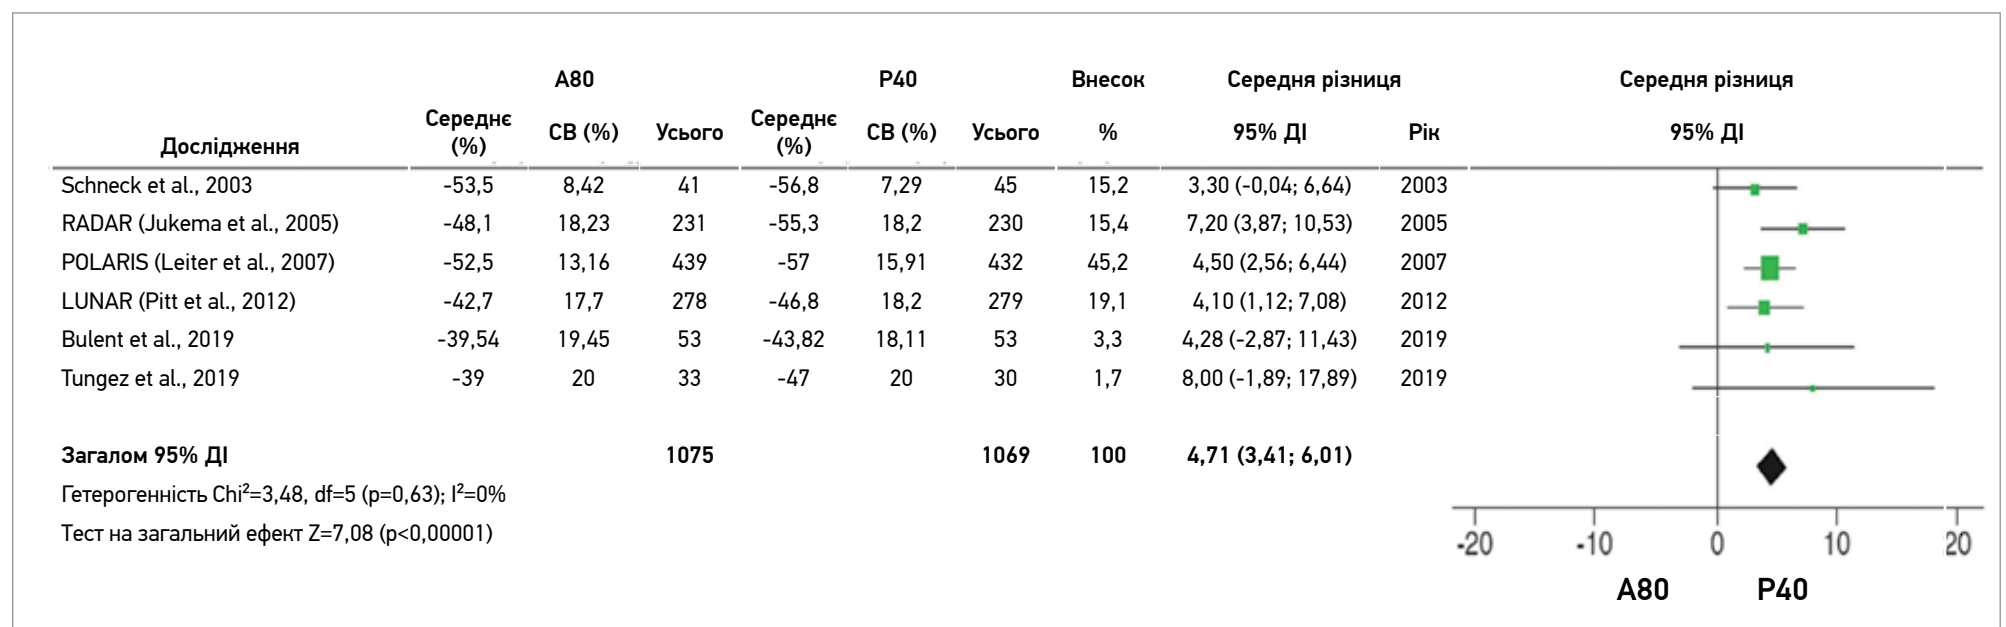 А80 Р40 Внесок Середня різниця Середня різниця
Дослідження Середнє (%) СВ (%) Усього Середнє (%) СВ (%) Усього % 95% ДІ Рік 95% ДІ
Schneck et al., 2003 -53,5 8,42 41 -56,8 7,29 45 15,2 3,30 (-0,04; 6,64) 2003
RADAR (Jukema et al., 2005) -48,1 18,23 231 -55,3 18,2 230 15,4 7,20 (3,87; 10,53) 2005
POLARIS (Leiter et al., 2007) -52,5 13,16 439 -57 15,91 432 45,2 4,50 (2,56; 6,44) 2007
LUNAR (Pitt et al., 2012) -42,7 17,7 278 -46,8 18,2 279 19,1 4,10 (1,12; 7,08) 2012
Bulent et al., 2019 -39,54 19,45 53 -43,82 18,11 53 3,3 4,28 (-2,87; 11,43) 2019
Tungez et al., 2019 -39 20 33 -47 20 30 1,7 8,00 (-1,89; 17,89) 2019
Загалом 95% ДІ 1075 1069 100 4,71 (3,41; 6,01)
Гетерогенність Chi²=3,48, df=5 (p=0,63); I²=0%
Тест на загальний ефект Z=7,08 (p<0,00001)
-20 -10 0 10 20
А80 Р40